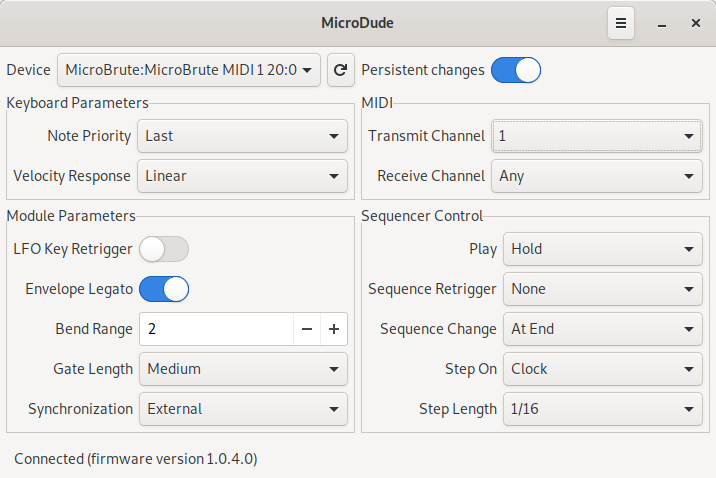 MicroDude
Device MicroBrute:MicroBrute MIDI 1 20:0 Persistent changes
Keyboard Parameters
Note Priority Last
Velocity Response Linear
MIDI
Transmit Channel 1
Receive Channel Any
Module Parameters
LFO Key Retrigger
Envelope Legato
Bend Range 2 − +
Gate Length Medium
Synchronization External
Sequencer Control
Play Hold
Sequence Retrigger None
Sequence Change At End
Step On Clock
Step Length 1/16
Connected (firmware version 1.0.4.0)